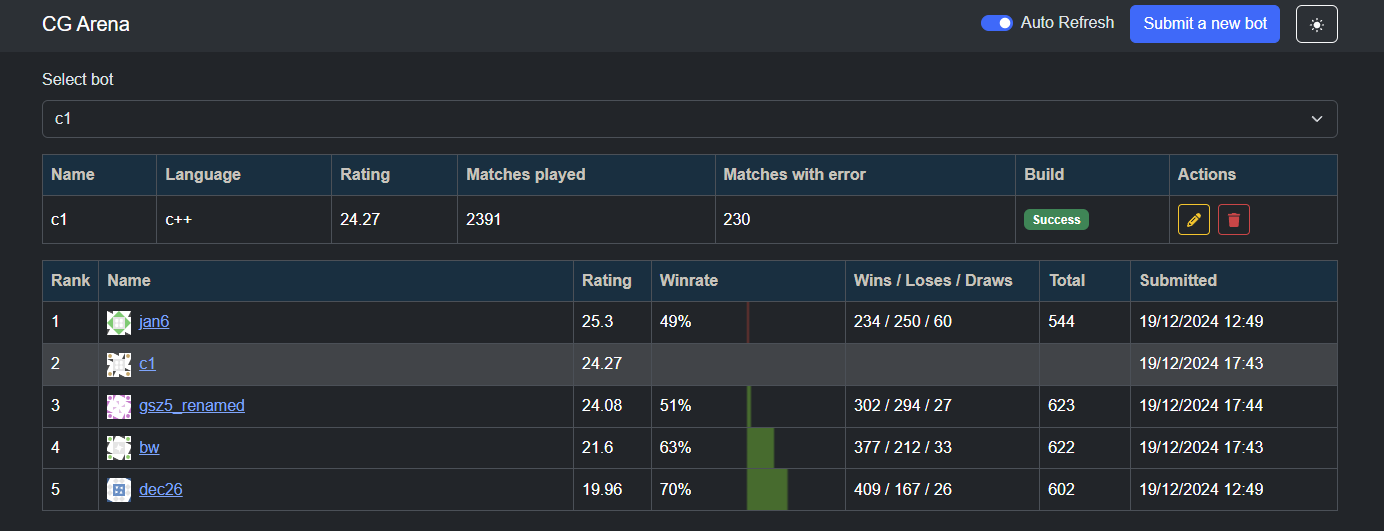 CG Arena Auto Refresh Submit a new bot
Select bot
c1
Name Language Rating Matches played Matches with error Build Actions
c1 c++ 24.27 2391 230 Success
Rank Name Rating Winrate Wins / Loses / Draws Total Submitted
1 jan6 25.3 49% 234 / 250 / 60 544 19/12/2024 12:49
2 c1 24.27 19/12/2024 17:43
3 gsz5_renamed 24.08 51% 302 / 294 / 27 623 19/12/2024 17:44
4 bw 21.6 63% 377 / 212 / 33 622 19/12/2024 17:43
5 dec26 19.96 70% 409 / 167 / 26 602 19/12/2024 12:49